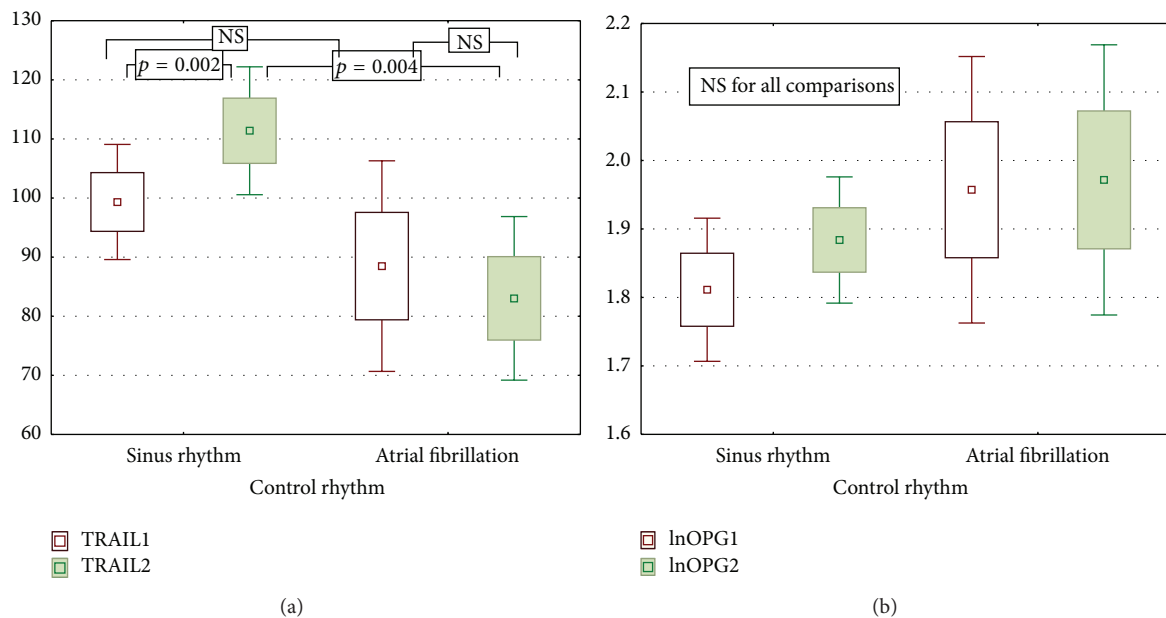 130
120
110
100
90
80
70
60
NS
NS
p = 0.002
p = 0.004
Sinus rhythm
Atrial fibrillation
Control rhythm
TRAIL1
TRAIL2
(a)
2.2
2.1
2.0
1.9
1.8
1.7
1.6
NS for all comparisons
Sinus rhythm
Atrial fibrillation
Control rhythm
lnOPG1
lnOPG2
(b)